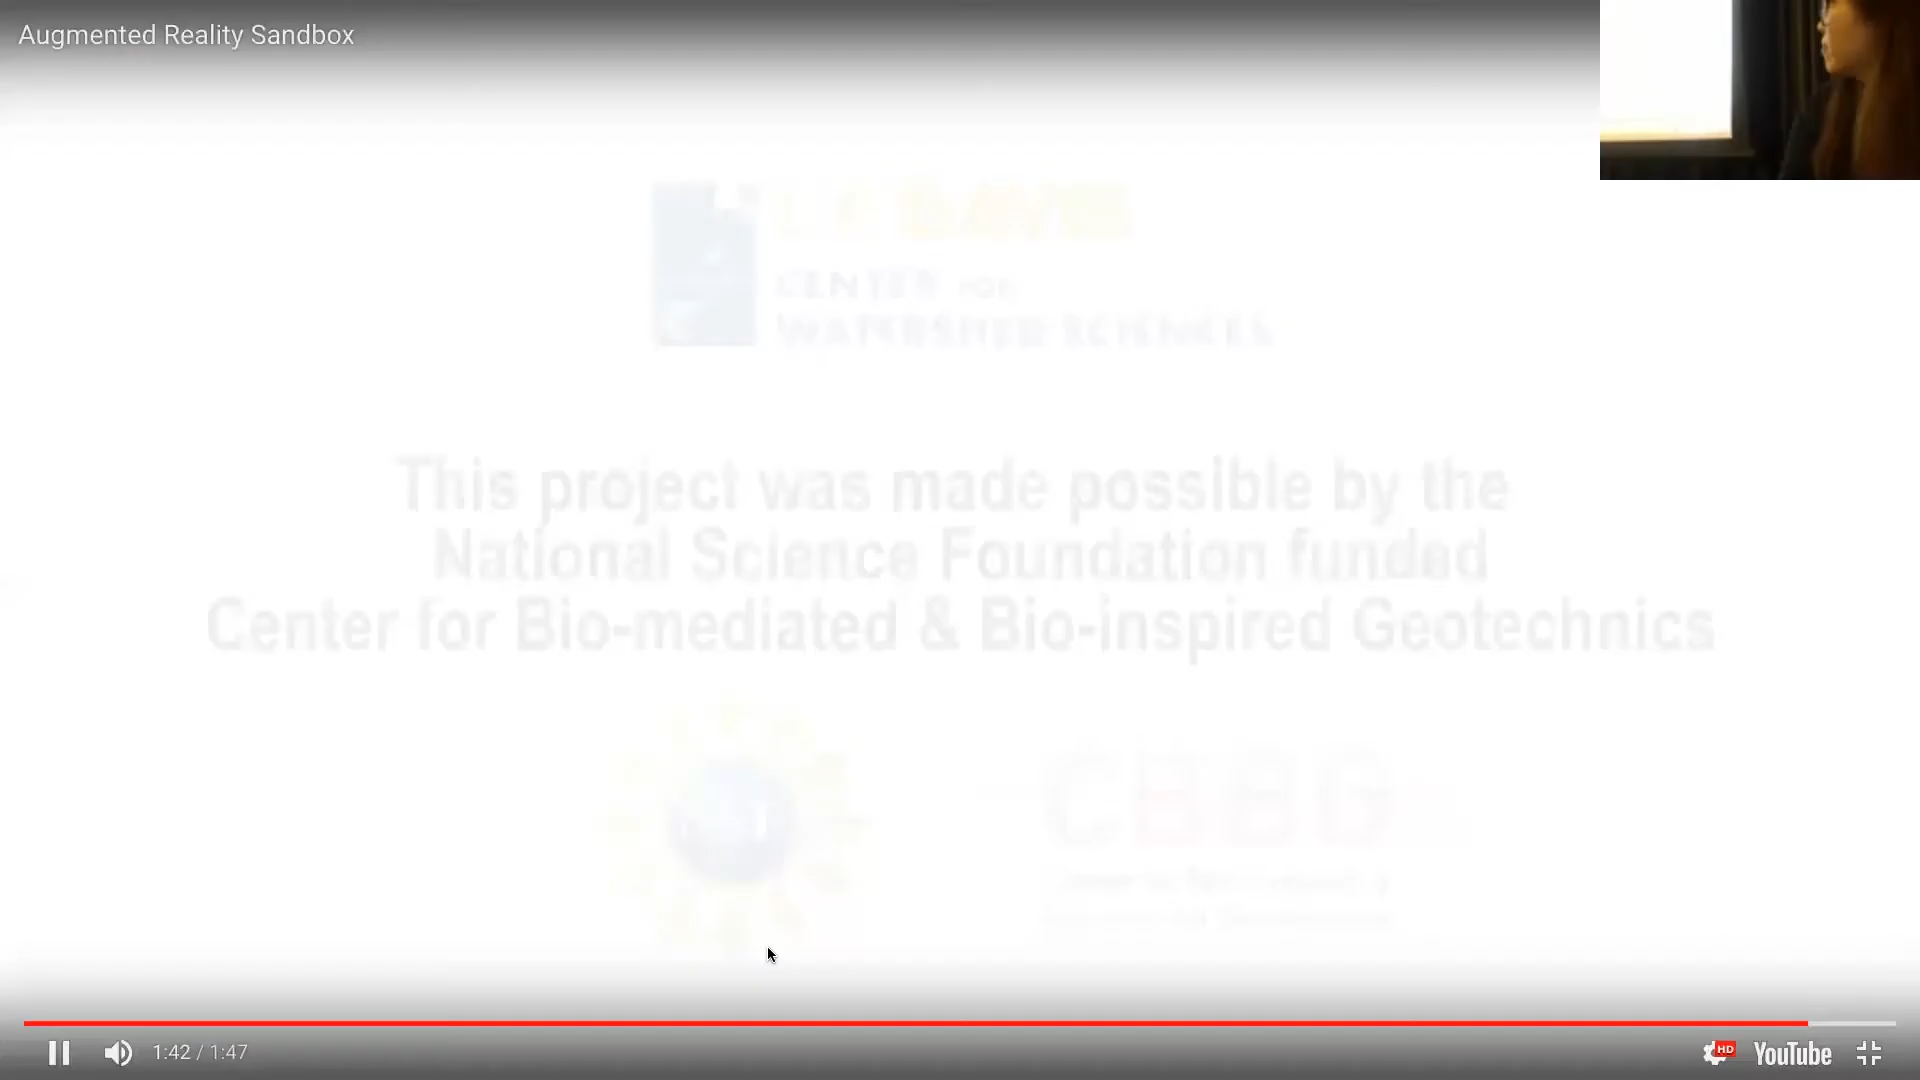 Augmented Reality Sandbox
UC DAVIS
CENTER FOR
WATERSHED SCIENCES
This project was made possible by the
National Science Foundation funded
Center for Bio-mediated & Bio-inspired Geotechnics
CBBG
1:42 / 1:47
HD
YouTube